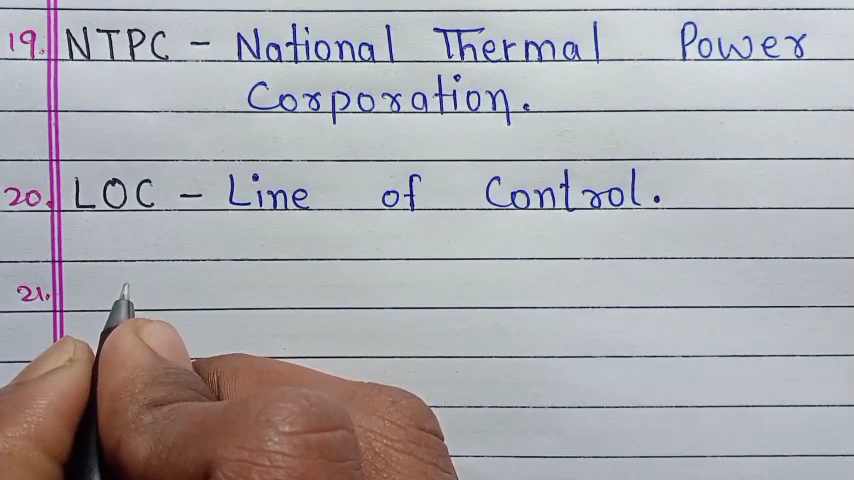 19. NTPC - National Thermal Power
Corporation.
20. LOC - Line of Control.
21.